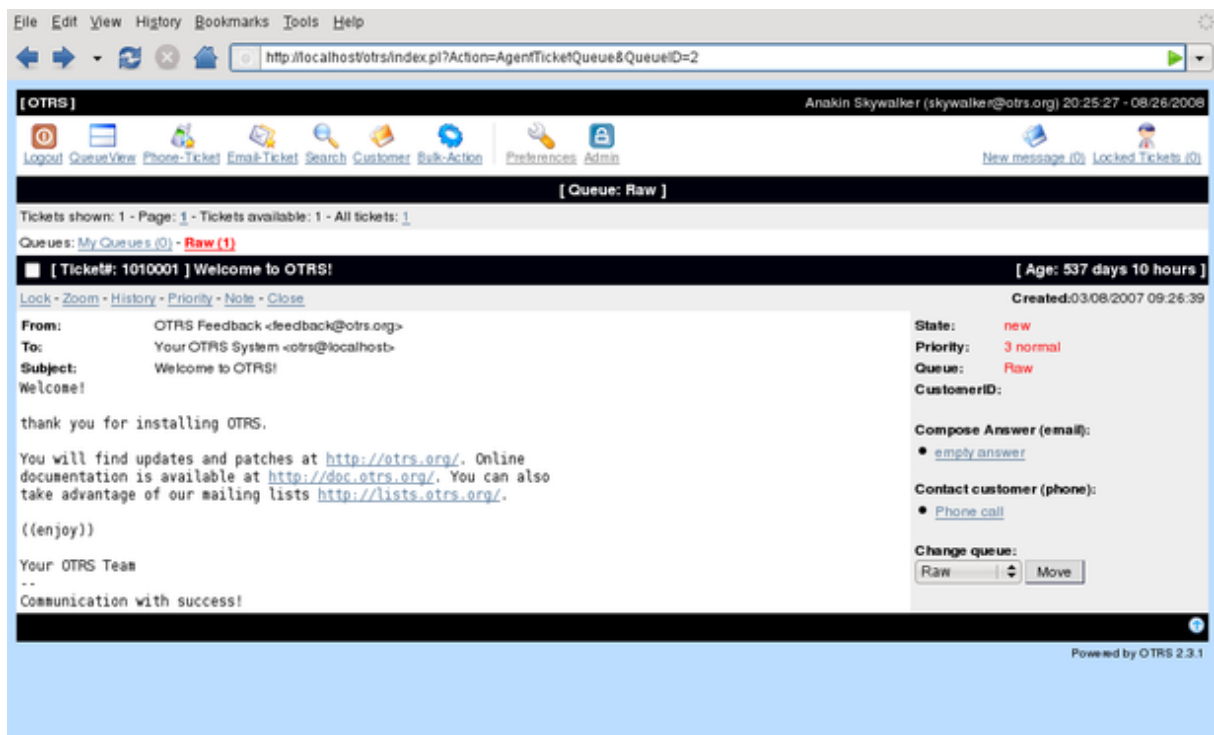 File Edit View History Bookmarks Tools Help
http://localhost/otrs/index.pl?Action=AgentTicketQueue&QueueID=2
[ OTRS ] Anakin Skywalker (skywalker@otrs.org) 20:25:27 - 08/26/2008
Logout QueueView Phone-Ticket Email-Ticket Search Customer Bulk-Action Preferences Admin New message (0) Locked Tickets (0)
[ Queue: Raw ]
Tickets shown: 1 - Page: 1 - Tickets available: 1 - All tickets: 1
Queues: My Queues (0) - Raw (1)
[ Ticket#: 1010001 ] Welcome to OTRS! [ Age: 537 days 10 hours ]
Lock - Zoom - History - Priority - Note - Close Created:03/08/2007 09:26:39
From: OTRS Feedback <feedback@otrs.org>
To: Your OTRS System <otrs@localhost>
Subject: Welcome to OTRS!
Welcome!
thank you for installing OTRS.
You will find updates and patches at http://otrs.org/. Online
documentation is available at http://doc.otrs.org/. You can also
take advantage of our mailing lists http://lists.otrs.org/.
((enjoy))
Your OTRS Team
--
Communication with success!
State: new
Priority: 3 normal
Queue: Raw
CustomerID:
Compose Answer (email):
empty answer
Contact customer (phone):
Phone call
Change queue:
Raw Move
Powered by OTRS 2.3.1